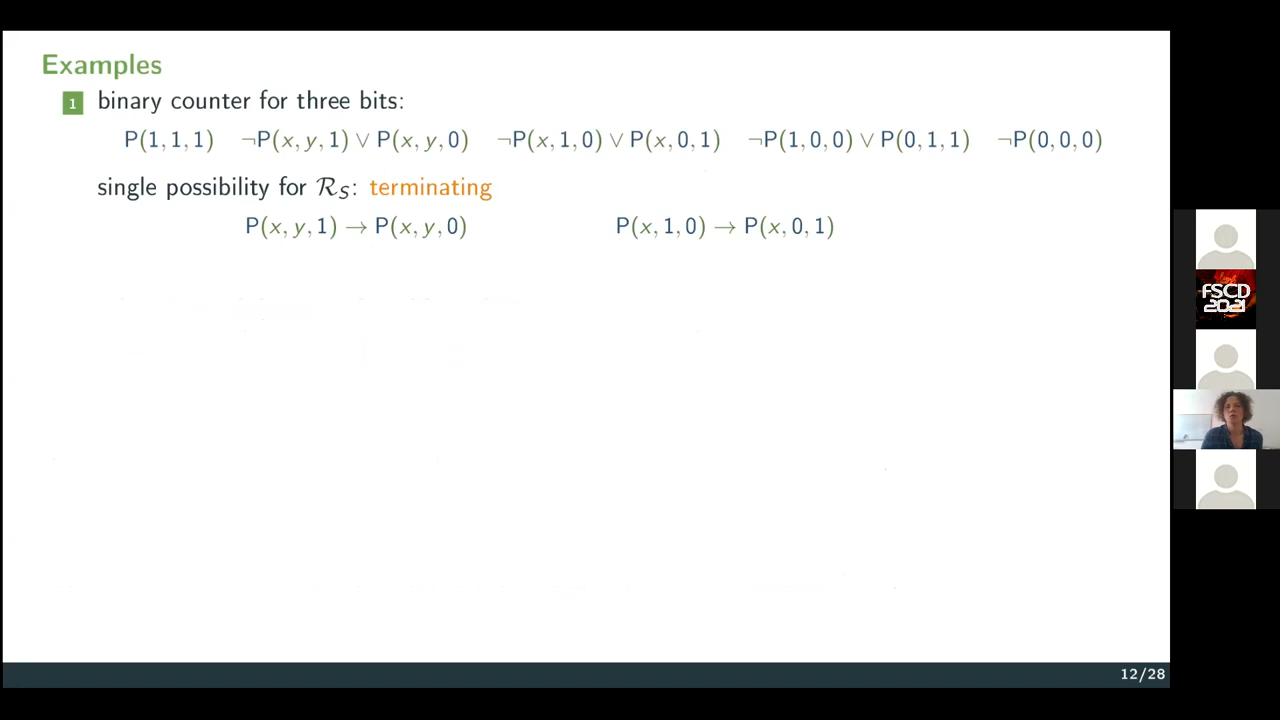 Examples
1 binary counter for three bits:
P(1, 1, 1) ¬P(x, y, 1) ∨ P(x, y, 0) ¬P(x, 1, 0) ∨ P(x, 0, 1) ¬P(1, 0, 0) ∨ P(0, 1, 1) ¬P(0, 0, 0)
single possibility for ℛS: terminating
P(x, y, 1) → P(x, y, 0) P(x, 1, 0) → P(x, 0, 1)
FSCD
2021
12/28